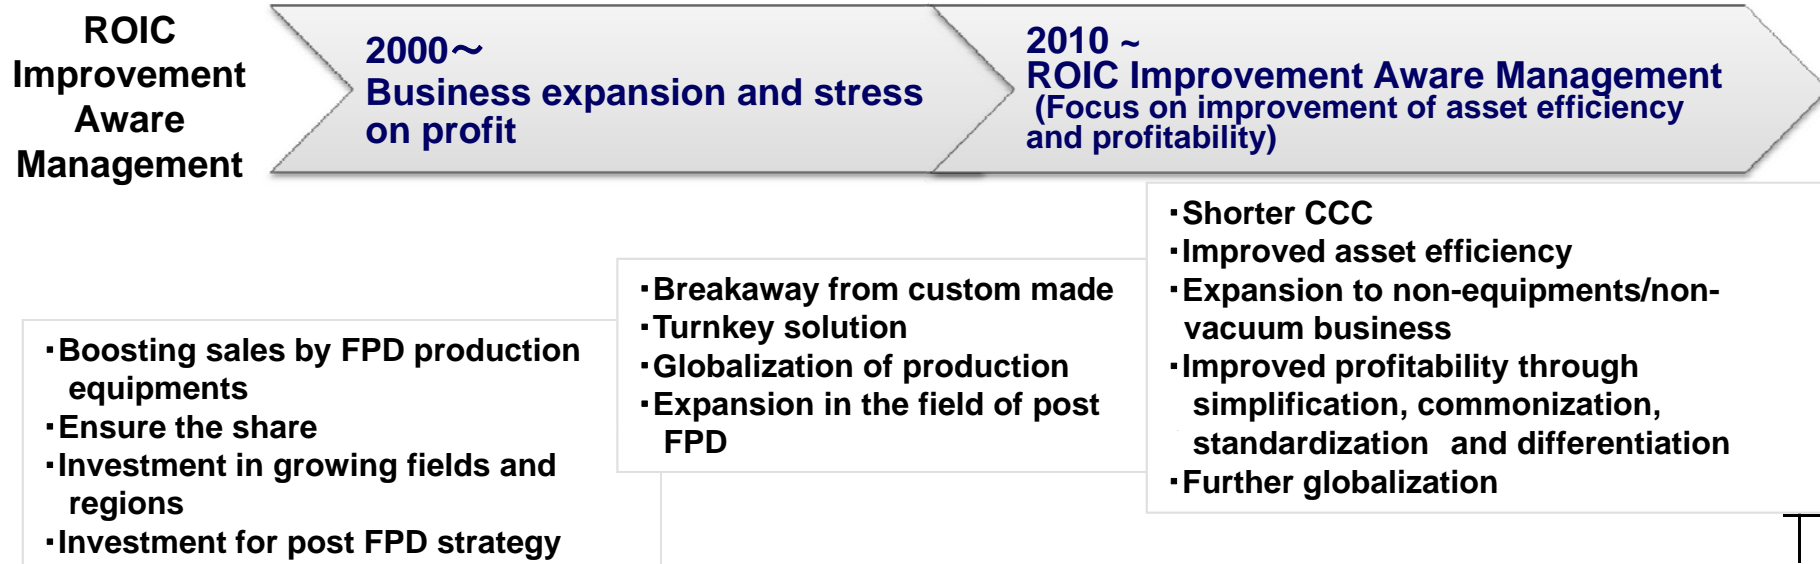 ROIC
Improvement
Aware
Management
2000～
Business expansion and stress
on profit
2010 ~
ROIC Improvement Aware Management
(Focus on improvement of asset efficiency
and profitability)
・Boosting sales by FPD production
equipments
・Ensure the share
・Investment in growing fields and
regions
・Investment for post FPD strategy
・Breakaway from custom made
・Turnkey solution
・Globalization of production
・Expansion in the field of post
FPD
・Shorter CCC
・Improved asset efficiency
・Expansion to non-equipments/non-
vacuum business
・Improved profitability through
simplification, commonization,
standardization and differentiation
・Further globalization